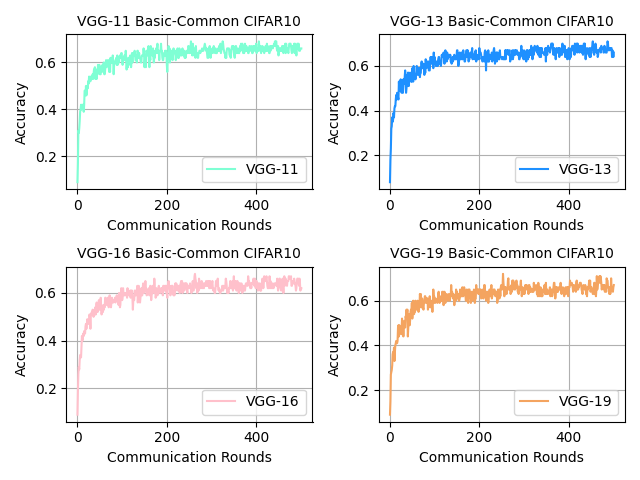 VGG-11 Basic-Common CIFAR10
0.6
0.4
0.2
Accuracy
VGG-11
0 200 400
Communication Rounds
VGG-13 Basic-Common CIFAR10
0.6
0.4
0.2
Accuracy
VGG-13
0 200 400
Communication Rounds
VGG-16 Basic-Common CIFAR10
0.6
0.4
0.2
Accuracy
VGG-16
0 200 400
Communication Rounds
VGG-19 Basic-Common CIFAR10
0.6
0.4
0.2
Accuracy
VGG-19
0 200 400
Communication Rounds